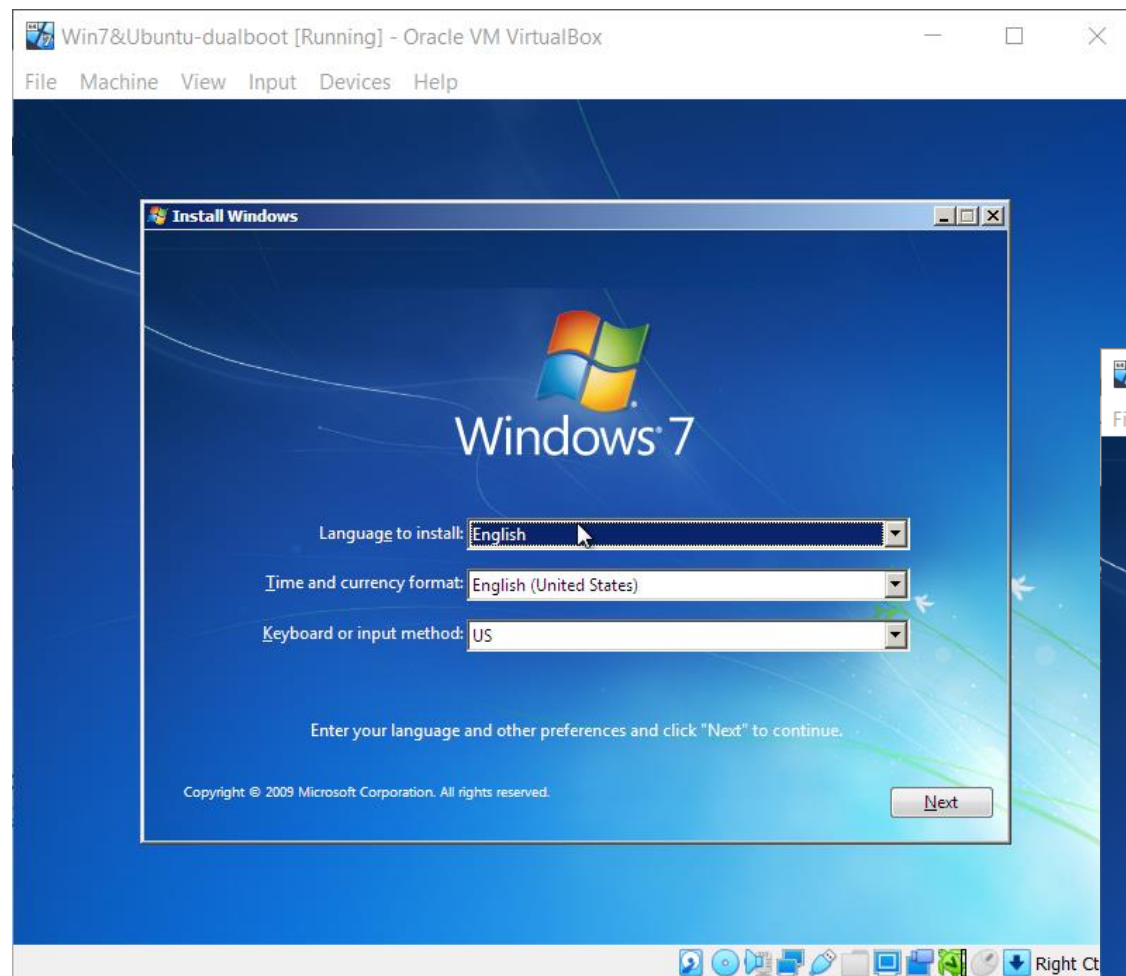 Win7&Ubuntu-dualboot [Running] - Oracle VM VirtualBox
File Machine View Input Devices Help
Install Windows
Windows 7
Language to install: English
Time and currency format: English (United States)
Keyboard or input method: US
Enter your language and other preferences and click "Next" to continue.
Copyright © 2009 Microsoft Corporation. All rights reserved.
Next
Fi
Right Ct